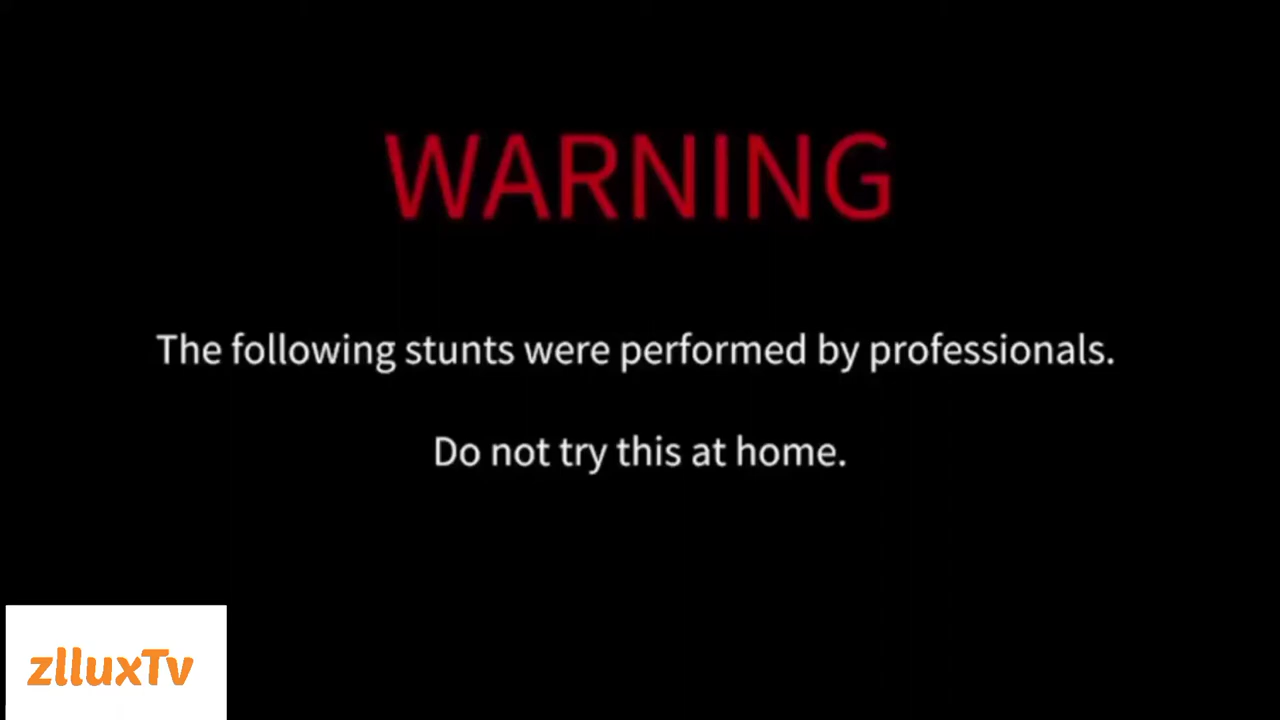 WARNING
The following stunts were performed by professionals.
Do not try this at home.
zlluxTv